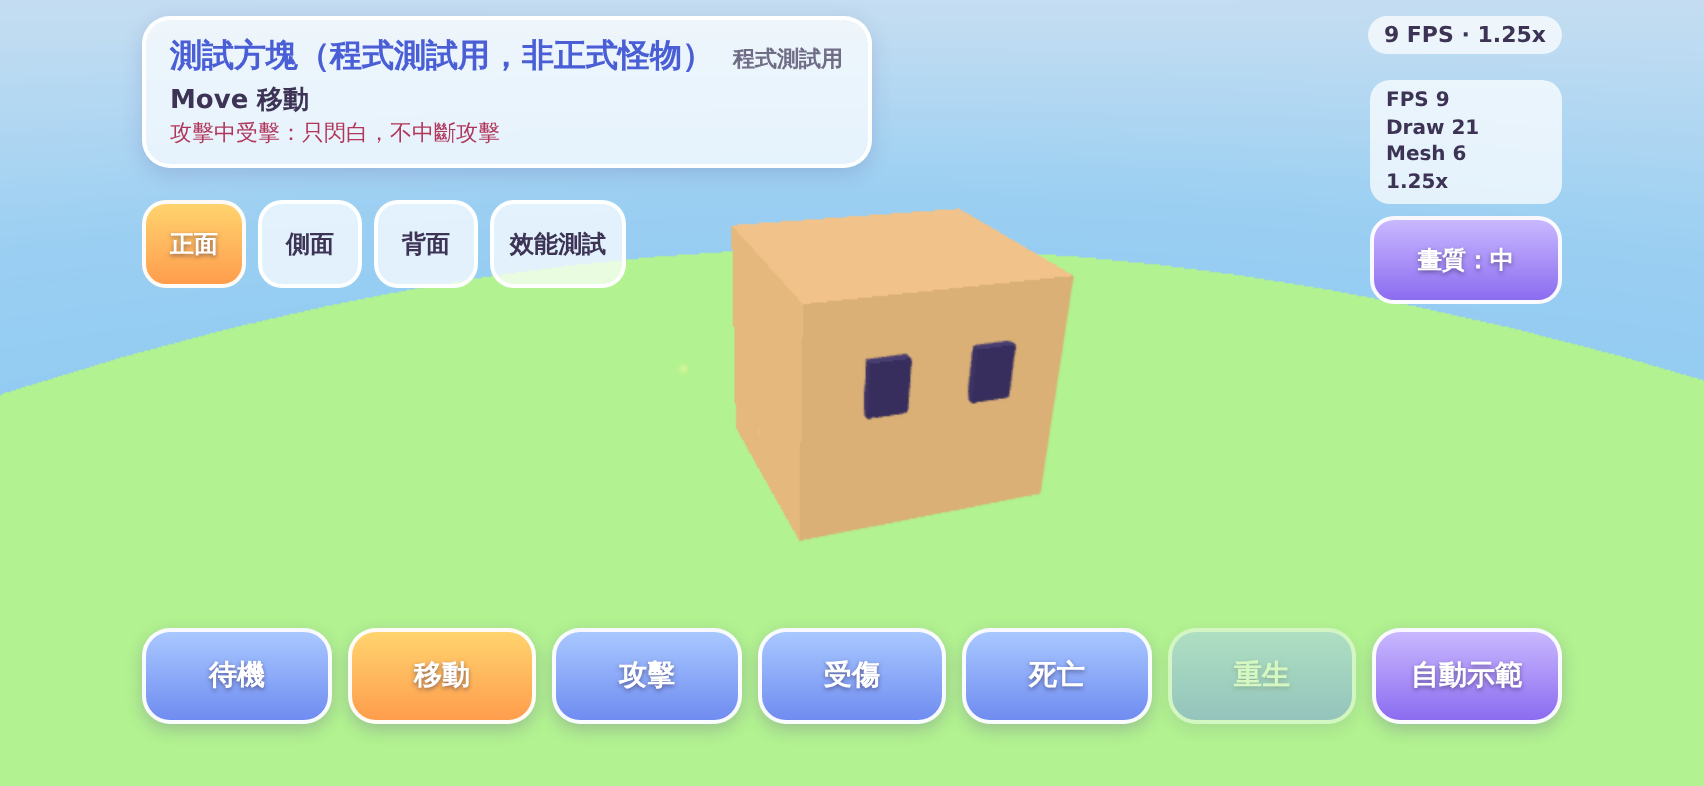 測試方塊（程式測試用，非正式怪物） 程式測試用
Move 移動
攻擊中受擊：只閃白，不中斷攻擊
9 FPS · 1.25x
FPS 9
Draw 21
Mesh 6
1.25x
正面 側面 背面 效能測試
畫質：中
待機 移動 攻擊 受傷 死亡 重生 自動示範